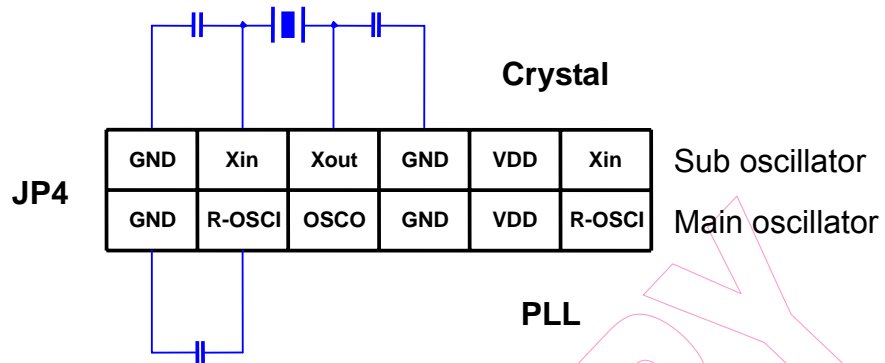 Crystal
GND Xin Xout GND VDD Xin Sub oscillator
JP4
GND R-OSCI OSCO GND VDD R-OSCI Main oscillator
PLL